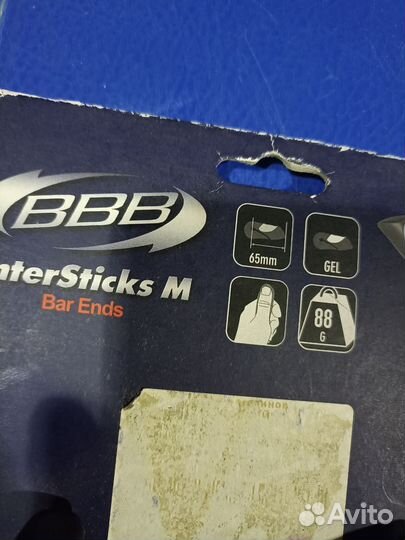 BBB
nterSticks M
Bar Ends
65mm
GEL
88
G
Avito